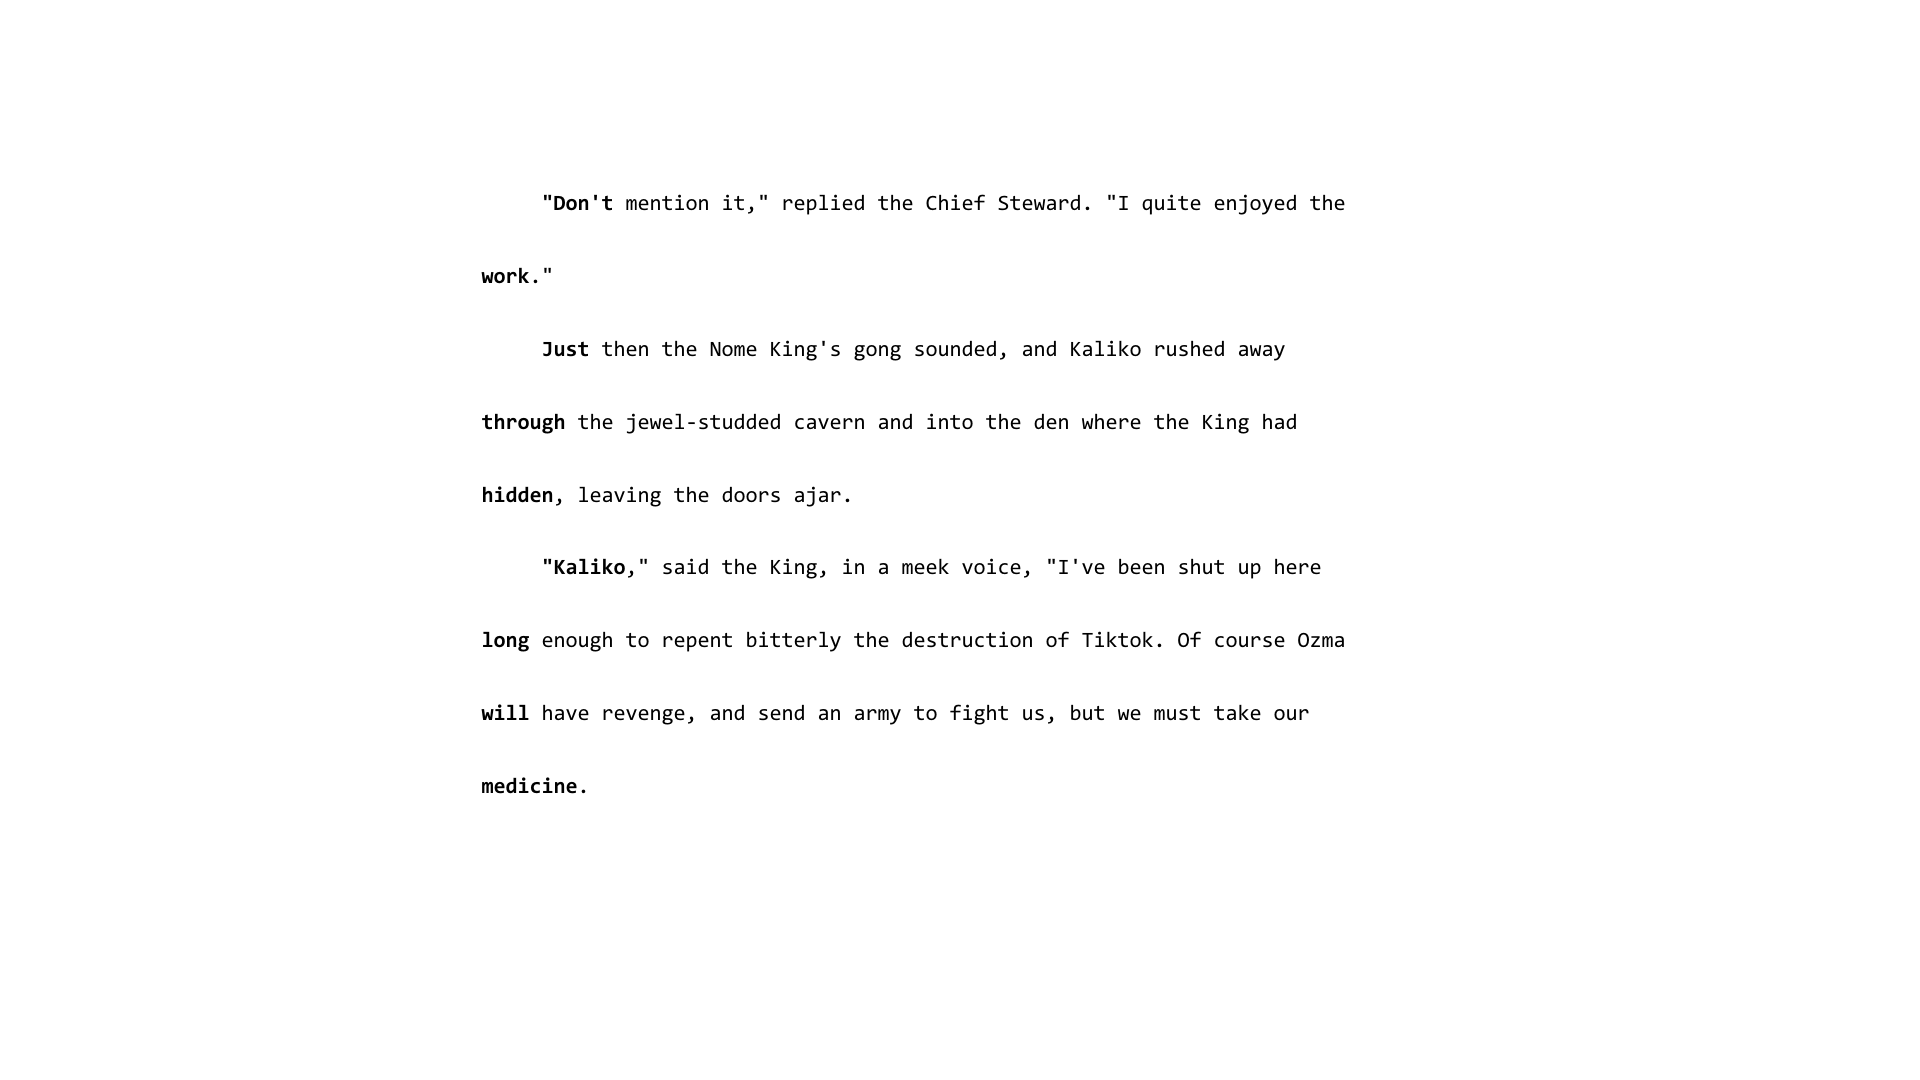 "Don't mention it," replied the Chief Steward. "I quite enjoyed the
work."
Just then the Nome King's gong sounded, and Kaliko rushed away
through the jewel-studded cavern and into the den where the King had
hidden, leaving the doors ajar.
"Kaliko," said the King, in a meek voice, "I've been shut up here
long enough to repent bitterly the destruction of Tiktok. Of course Ozma
will have revenge, and send an army to fight us, but we must take our
medicine.